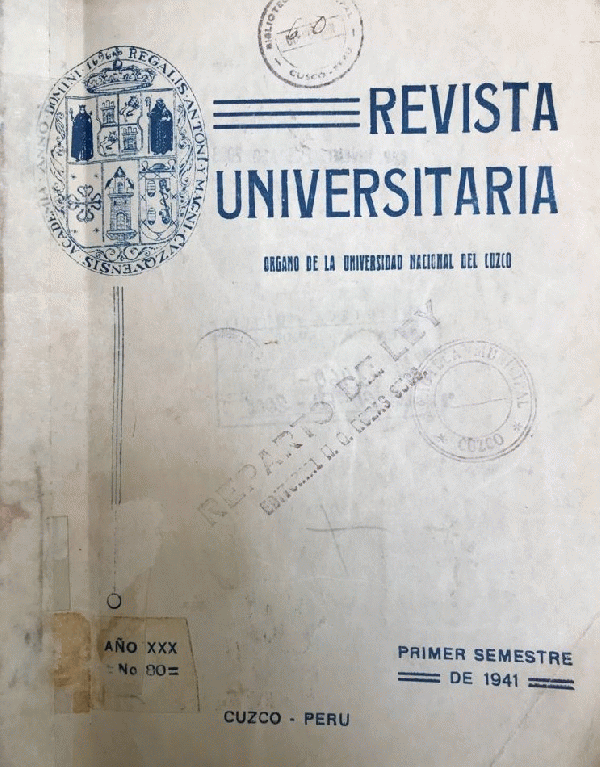 REVISTA
UNIVERSITARIA
ORGANO DE LA UNIVERSIDAD NACIONAL DEL CUZCO
REPARTO DE LEY
CUZCO
AÑO XXX
No 80
PRIMER SEMESTRE
DE 1941
CUZCO - PERU